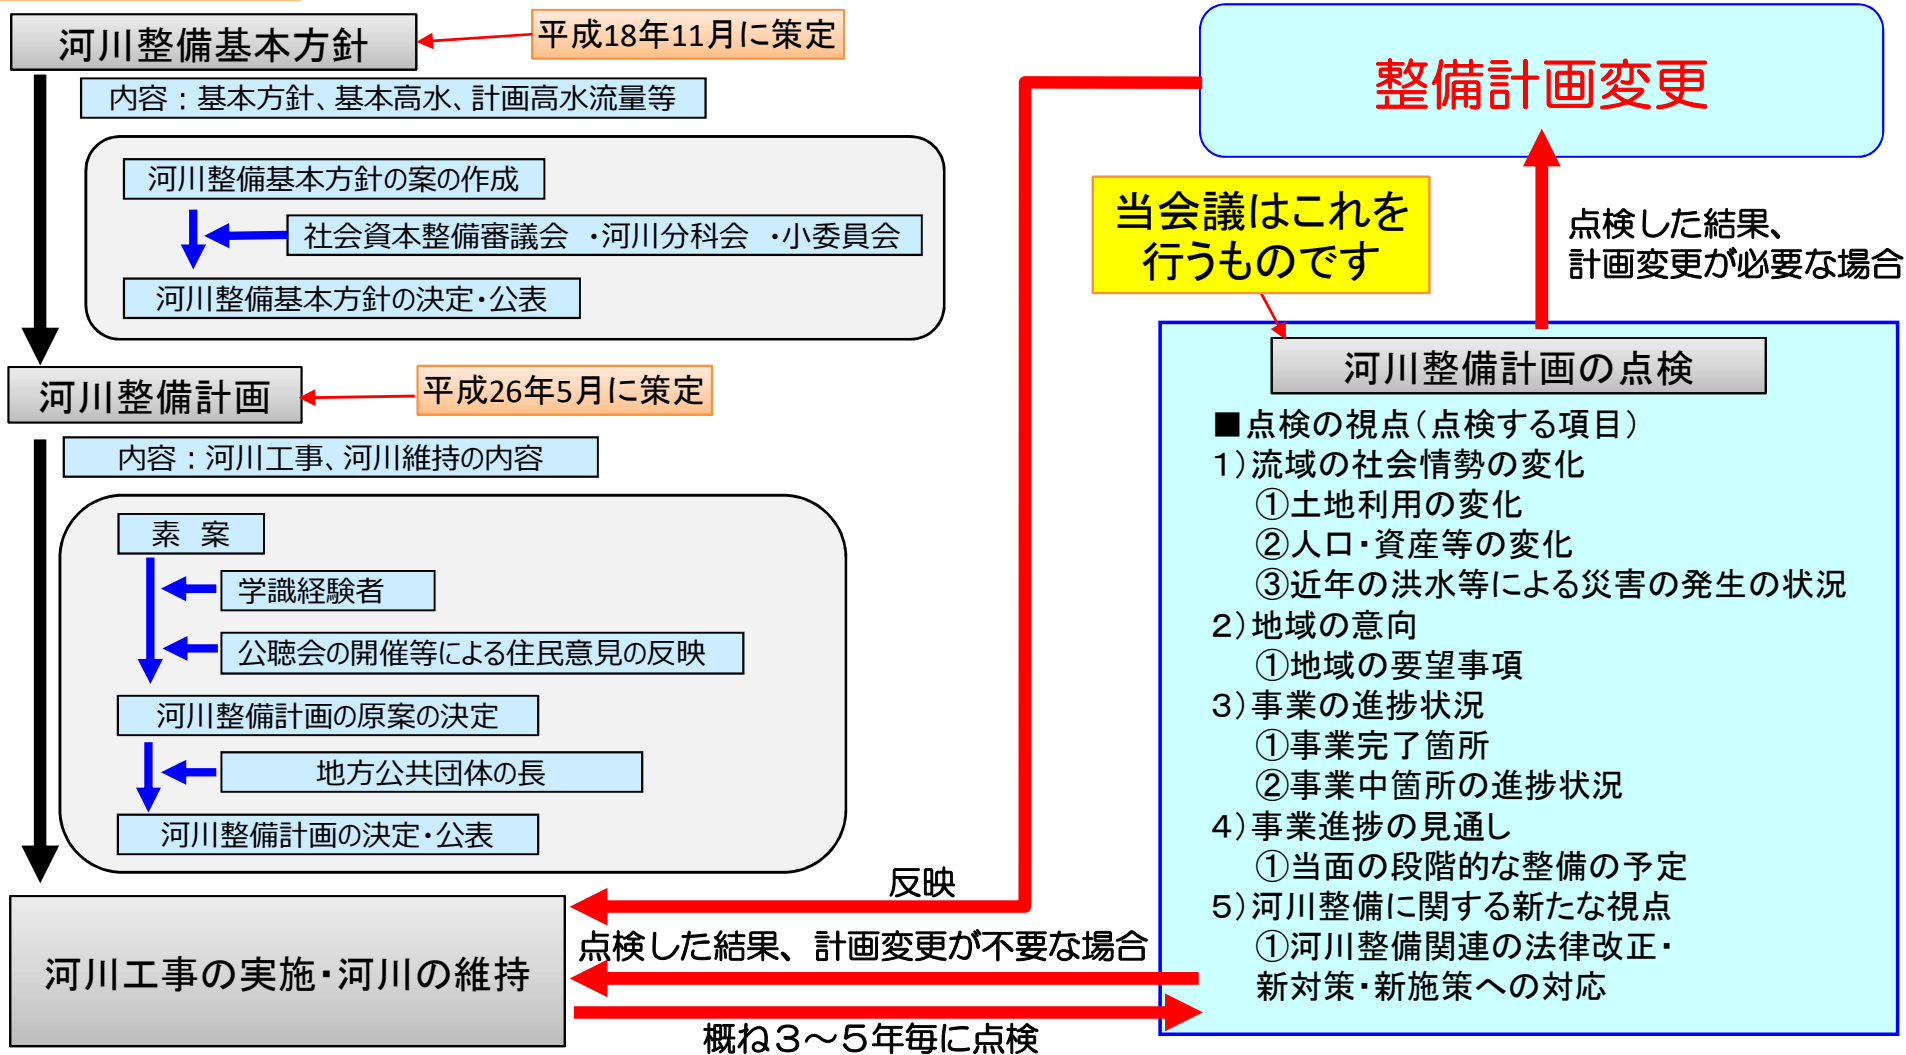 河川整備基本方針
平成18年11月に策定
内容：基本方針、基本高水、計画高水流量等
河川整備基本方針の案の作成
社会資本整備審議会 ・河川分科会 ・小委員会
河川整備基本方針の決定・公表
河川整備計画
平成26年5月に策定
内容：河川工事、河川維持の内容
素 案
学識経験者
公聴会の開催等による住民意見の反映
河川整備計画の原案の決定
地方公共団体の長
河川整備計画の決定・公表
河川工事の実施・河川の維持
反映
点検した結果、計画変更が不要な場合
概ね３～５年毎に点検
整備計画変更
当会議はこれを
行うものです
点検した結果、
計画変更が必要な場合
河川整備計画の点検
■点検の視点（点検する項目）
１）流域の社会情勢の変化
①土地利用の変化
②人口・資産等の変化
③近年の洪水等による災害の発生の状況
２）地域の意向
①地域の要望事項
３）事業の進捗状況
①事業完了箇所
②事業中箇所の進捗状況
４）事業進捗の見通し
①当面の段階的な整備の予定
５）河川整備に関する新たな視点
①河川整備関連の法律改正・
新対策・新施策への対応